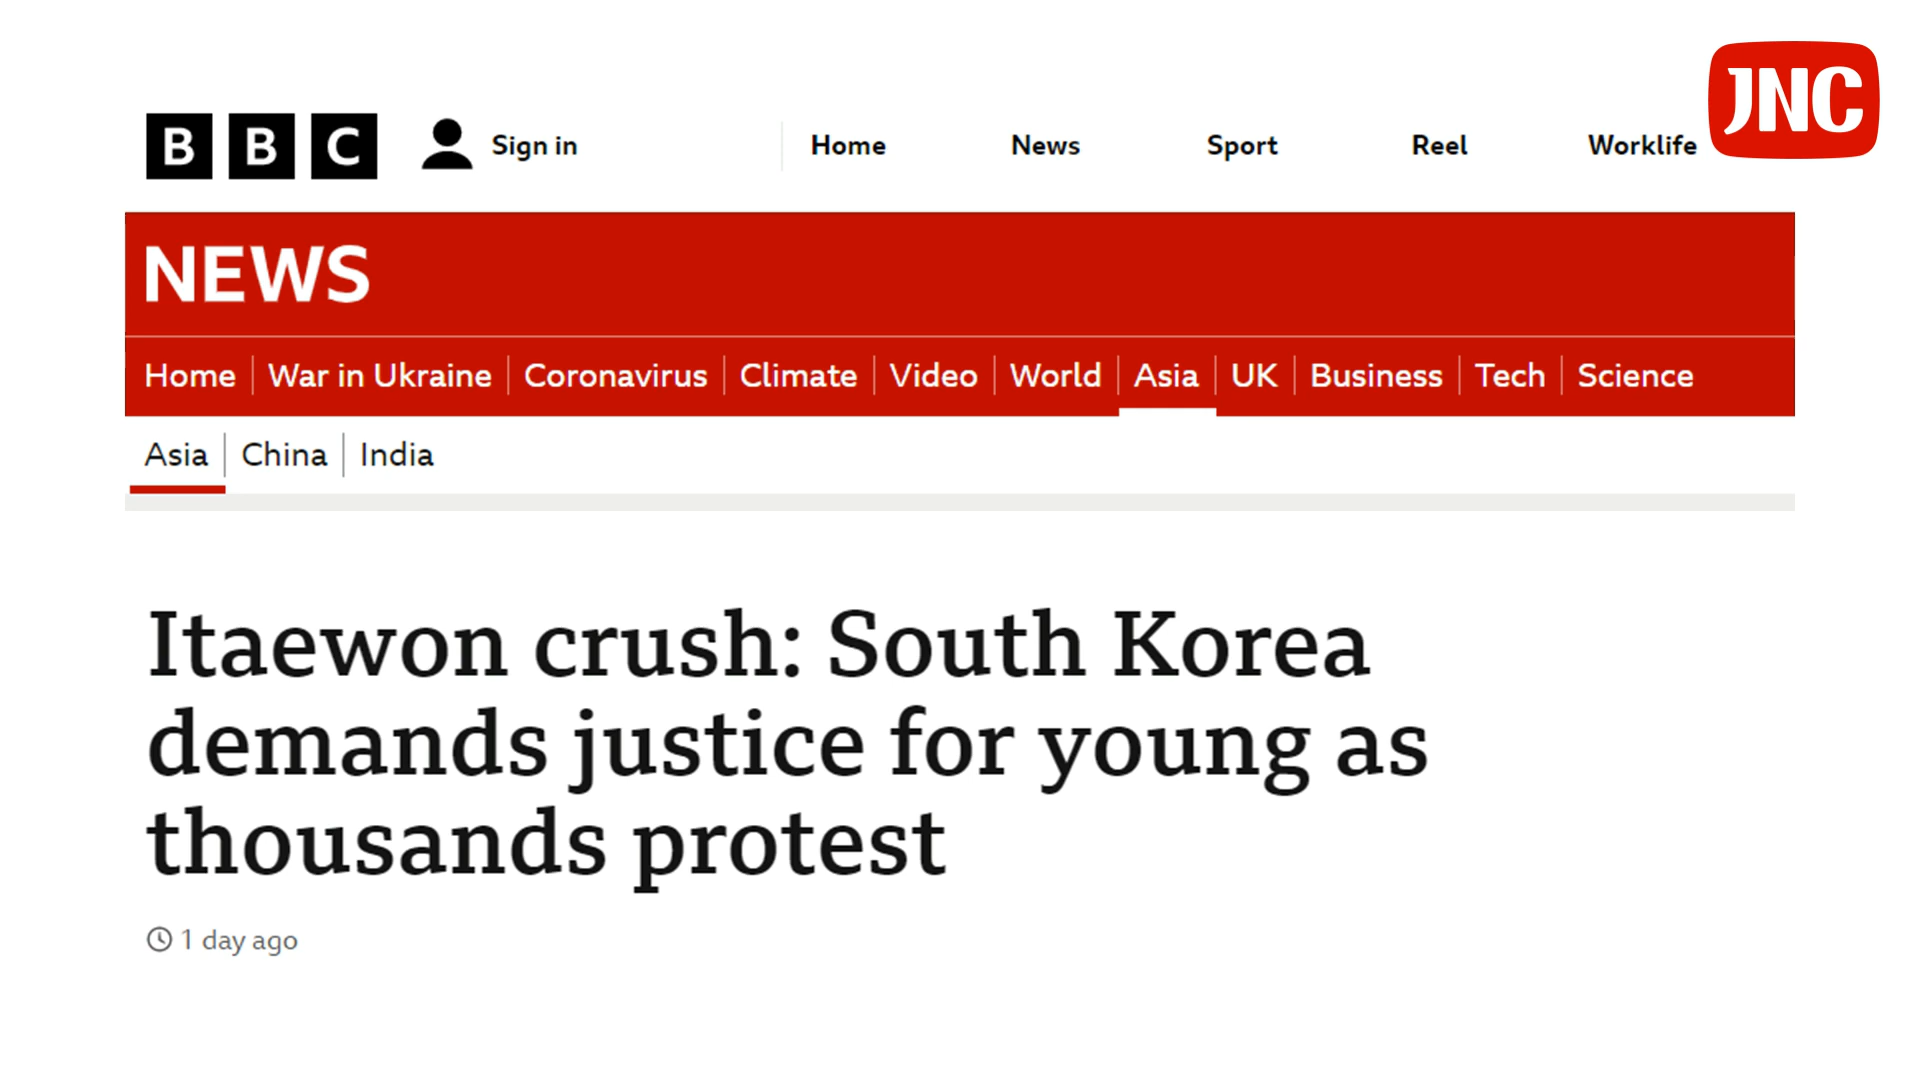 BBC Sign in Home News Sport Reel Worklife
JNC
NEWS
Home War in Ukraine Coronavirus Climate Video World Asia UK Business Tech Science
Asia China India
Itaewon crush: South Korea
demands justice for young as
thousands protest
1 day ago